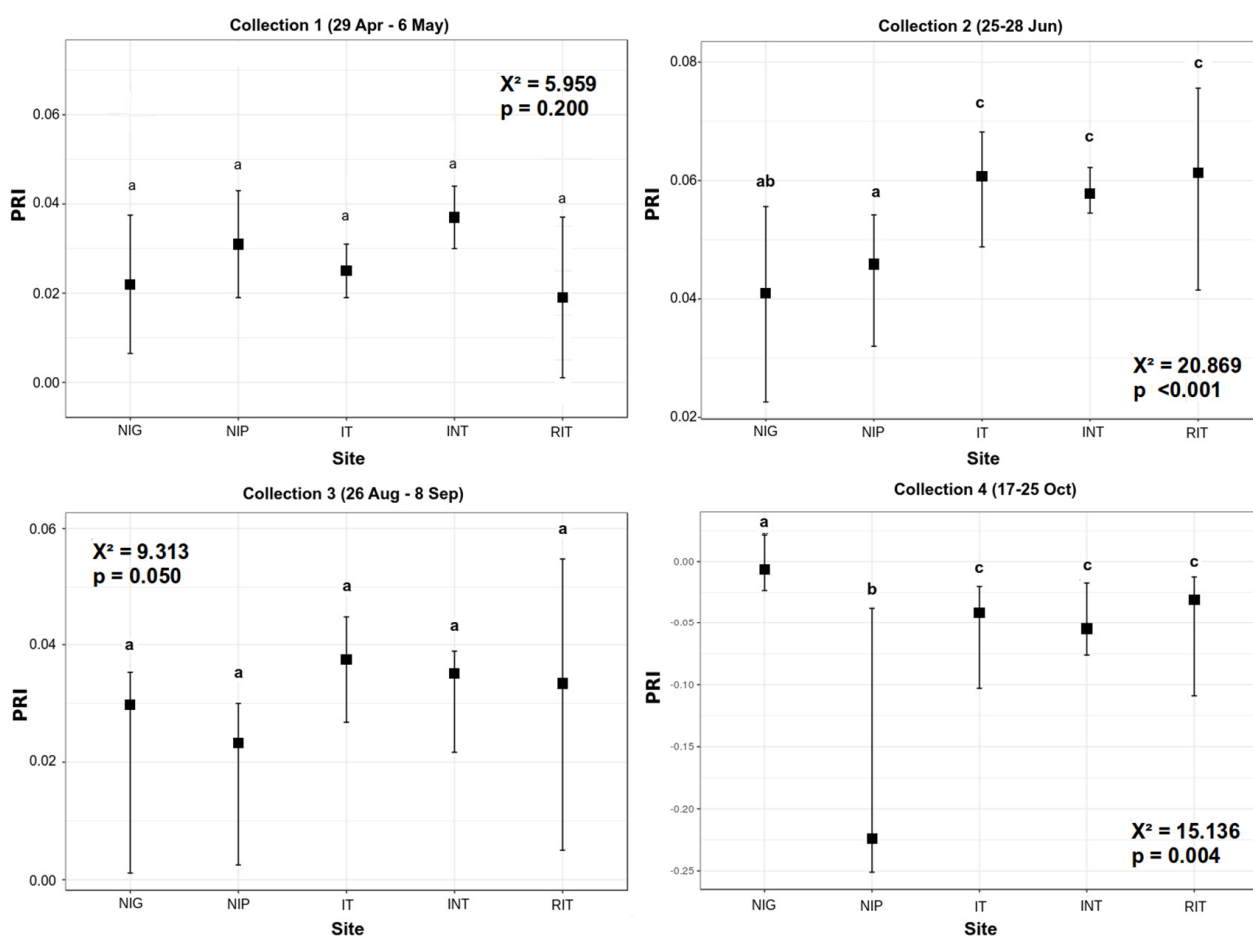 Collection 1 (29 Apr - 6 May)
X² = 5.959
p = 0.200
a
a
a
a
a
0.06
0.04
0.02
0.00
PRI
NIG
NIP
IT
INT
RIT
Site
Collection 2 (25-28 Jun)
0.08
0.06
0.04
0.02
PRI
ab
a
c
c
c
X² = 20.869
p <0.001
NIG
NIP
IT
INT
RIT
Site
Collection 3 (26 Aug - 8 Sep)
X² = 9.313
p = 0.050
0.06
0.04
0.02
0.00
PRI
a
a
a
a
a
NIG
NIP
IT
INT
RIT
Site
Collection 4 (17-25 Oct)
0.00
-0.05
-0.10
-0.15
-0.20
-0.25
PRI
a
b
c
c
c
X² = 15.136
p = 0.004
NIG
NIP
IT
INT
RIT
Site